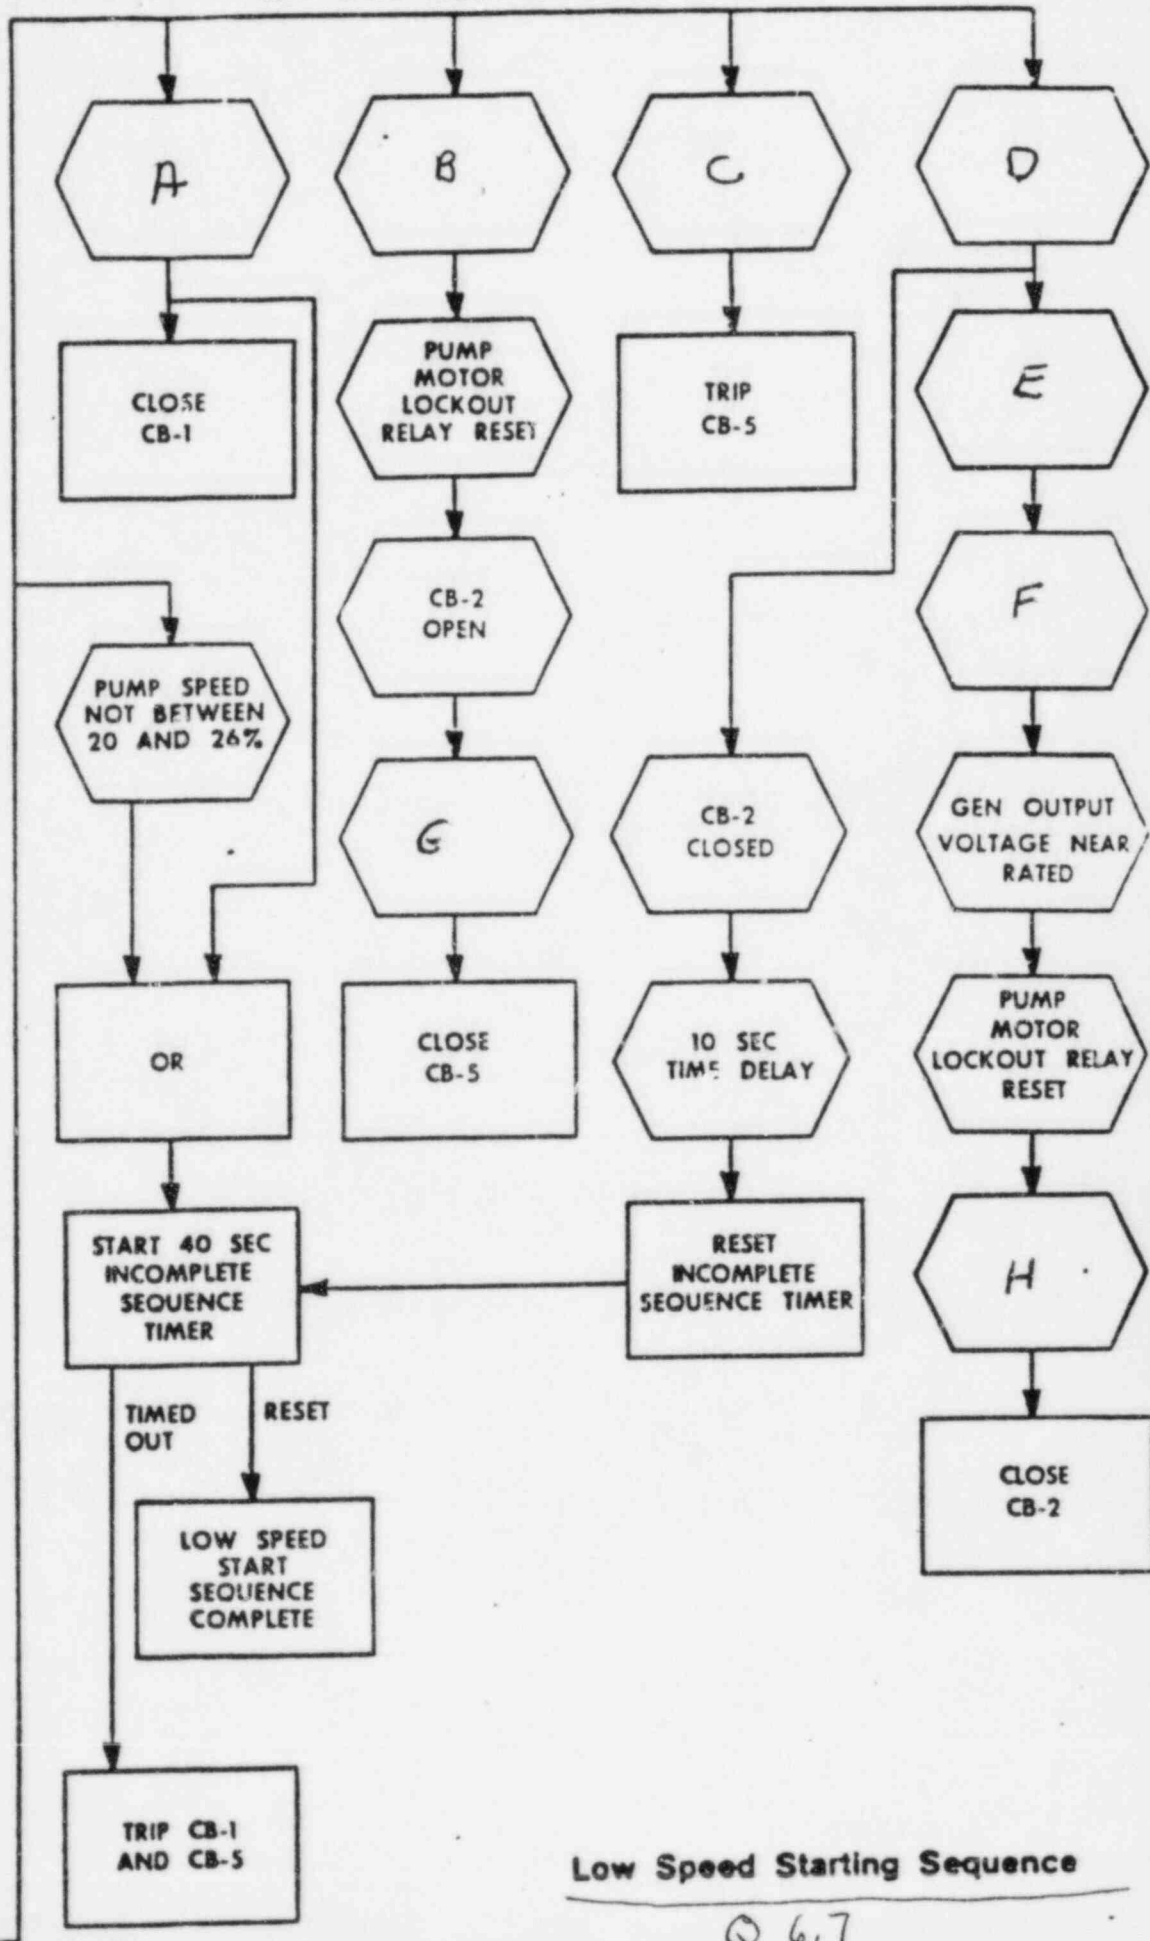 A
B
C
D
CLOSE
CB-1
PUMP
MOTOR
LOCKOUT
RELAY RESET
TRIP
CB-5
E
F
CB-2
OPEN
PUMP SPEED
NOT BETWEEN
20 AND 26%
G
CB-2
CLOSED
GEN OUTPUT
VOLTAGE NEAR
RATED
OR
CLOSE
CB-5
10 SEC
TIME DELAY
PUMP
MOTOR
LOCKOUT RELAY
RESET
START 40 SEC
INCOMPLETE
SEQUENCE
TIMER
RESET
INCOMPLETE
SEQUENCE TIMER
H
TIMED
OUT
RESET
LOW SPEED
START
SEQUENCE
COMPLETE
CLOSE
CB-2
TRIP CB-1
AND CB-5
Low Speed Starting Sequence
Q 6.7